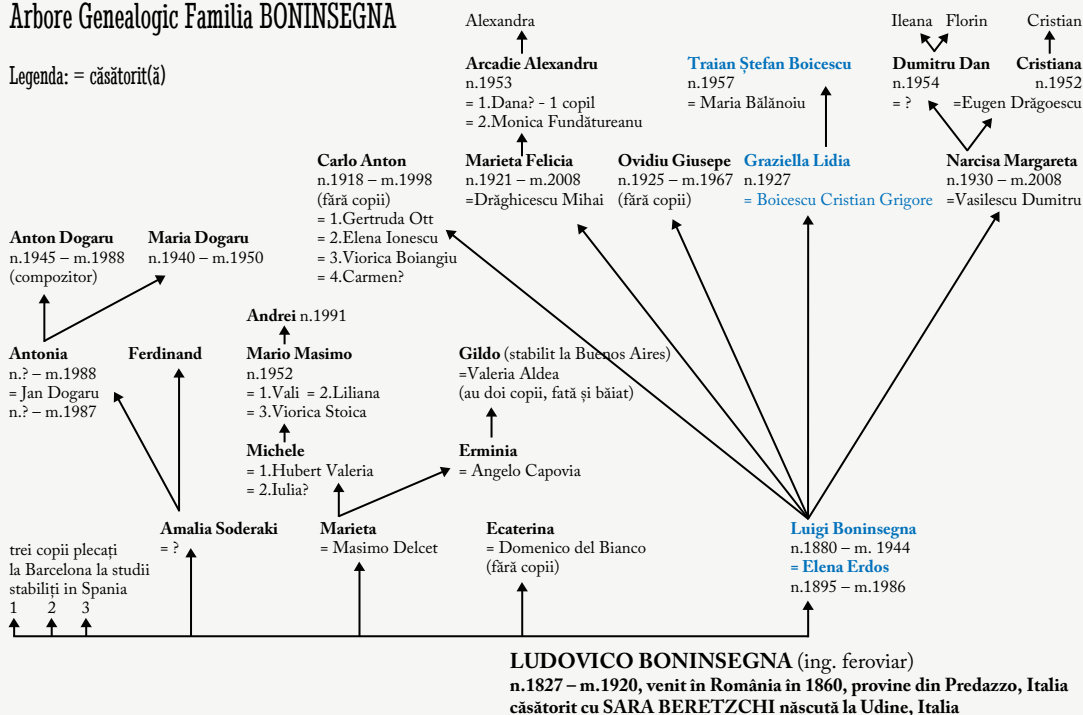 Arbore Genealogic Familia BONINSEGNA
Legenda: = căsătorit(ă)
Alexandra
Arcadie Alexandru
n.1953
= 1.Dana? - 1 copil
= 2.Monica Fundătureanu
Traian Ștefan Boicescu
n.1957
= Maria Bălănoiu
Ileana Florin
Dumitru Dan
n.1954
= ?
Cristian
Cristiana
n.1952
=Eugen Drăgoescu
Carlo Anton
n.1918 – m.1998
(fără copii)
= 1.Gertruda Ott
= 2.Elena Ionescu
= 3.Viorica Boiangiu
= 4.Carmen?
Marieta Felicia
n.1921 – m.2008
=Drăghicescu Mihai
Ovidiu Giusepe
n.1925 – m.1967
(fără copii)
Graziella Lidia
n.1927
= Boicescu Cristian Grigore
Narcisa Margareta
n.1930 – m.2008
=Vasilescu Dumitru
Anton Dogaru
n.1945 – m.1988
(compozitor)
Maria Dogaru
n.1940 – m.1950
Andrei n.1991
Antonia
n.? – m.1988
= Jan Dogaru
n.? – m.1987
Ferdinand
Mario Masimo
n.1952
= 1.Vali = 2.Liliana
= 3.Viorica Stoica
Gildo (stabilit la Buenos Aires)
=Valeria Aldea
(au doi copii, fată și băiat)
Michele
= 1.Hubert Valeria
= 2.Iulia?
Erminia
= Angelo Capovia
trei copii plecați
la Barcelona la studii
stabiliți in Spania
1 2 3
Amalia Soderaki
= ?
Marieta
= Masimo Delcet
Ecaterina
= Domenico del Bianco
(fără copii)
Luigi Boninsegna
n.1880 – m. 1944
= Elena Erdos
n.1895 – m.1986
LUDOVICO BONINSEGNA (ing. feroviar)
n.1827 – m.1920, venit în România în 1860, provine din Predazzo, Italia
căsătorit cu SARA BERETZCHI născută la Udine, Italia